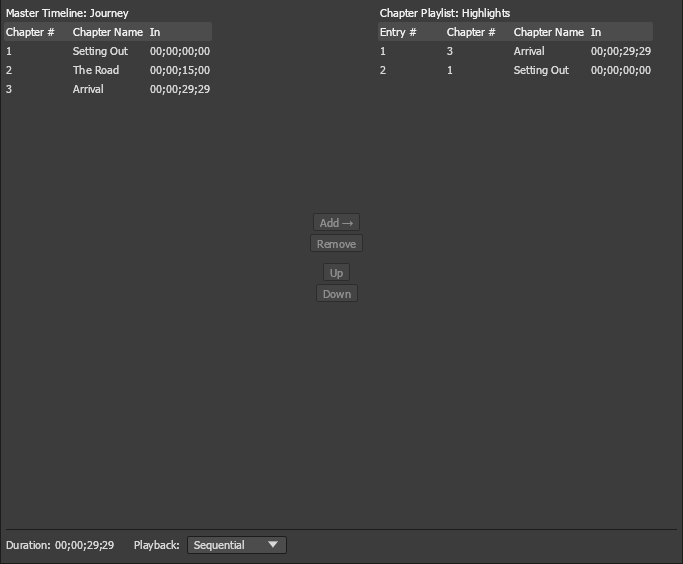 Master Timeline: Journey
Chapter # Chapter Name In
1 Setting Out 00;00;00;00
2 The Road 00;00;15;00
3 Arrival 00;00;29;29
Chapter Playlist: Highlights
Entry # Chapter # Chapter Name In
1 3 Arrival 00;00;29;29
2 1 Setting Out 00;00;00;00
Add →
Remove
Up
Down
Duration: 00;00;29;29 Playback: Sequential